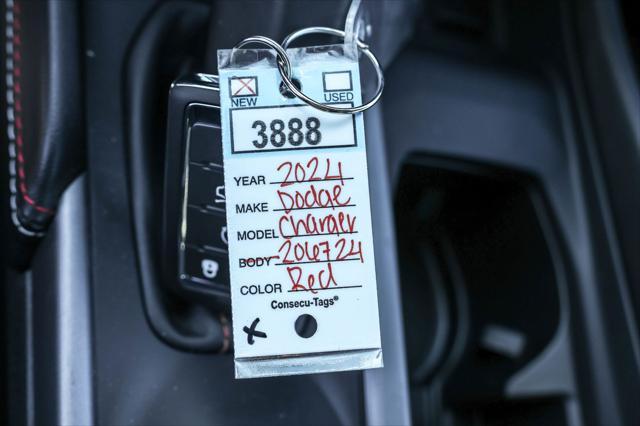 NEW USED
3888
YEAR 2024
MAKE Dodge
MODEL Charger
BODY 206724
COLOR Red
Consecu-Tags®